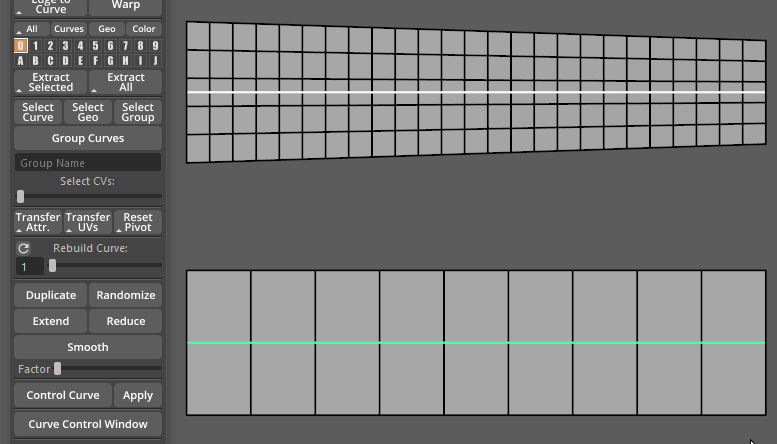 Edge to
Curve
Warp
All Curves Geo Color
0 1 2 3 4 5 6 7 8 9
A B C D E F G H I J
Extract
Selected
Extract
All
Select
Curve
Select
Geo
Select
Group
Group Curves
Group Name
Select CVs:
Transfer
Attr.
Transfer
UVs
Reset
Pivot
Rebuild Curve:
1
Duplicate Randomize
Extend Reduce
Smooth
Factor
Control Curve Apply
Curve Control Window